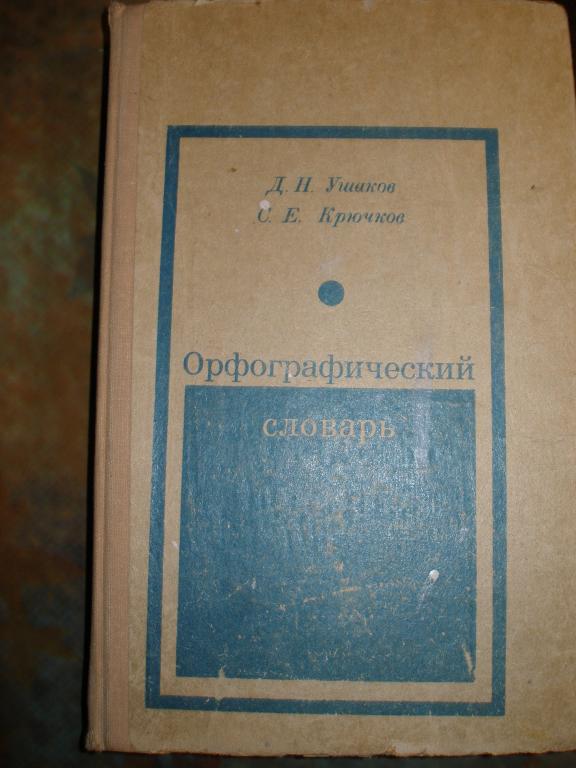 Д. Н. Ушаков
С. Е. Крючков
Орфографический
словарь